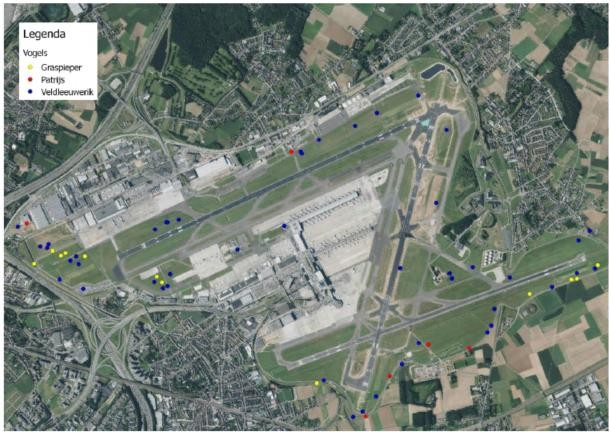 Legenda
Vogels
Graspieper
Patrijs
Veldleeuwerik